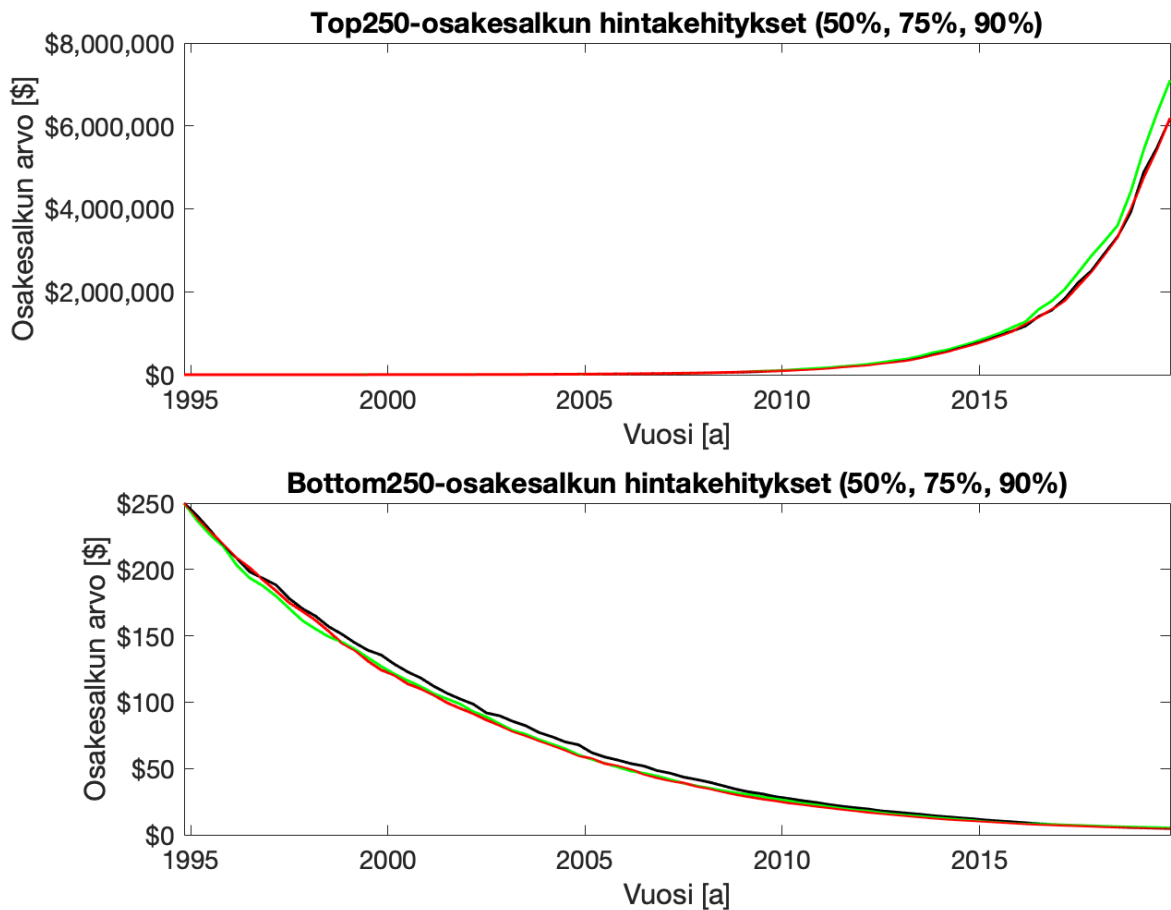 Top250-osakesalkun hintakehitykset (50%, 75%, 90%)
Osakesalkun arvo [$]
$8,000,000
$6,000,000
$4,000,000
$2,000,000
$0
1995 2000 2005 2010 2015
Vuosi [a]
Bottom250-osakesalkun hintakehitykset (50%, 75%, 90%)
Osakesalkun arvo [$]
$250
$200
$150
$100
$50
$0
1995 2000 2005 2010 2015
Vuosi [a]